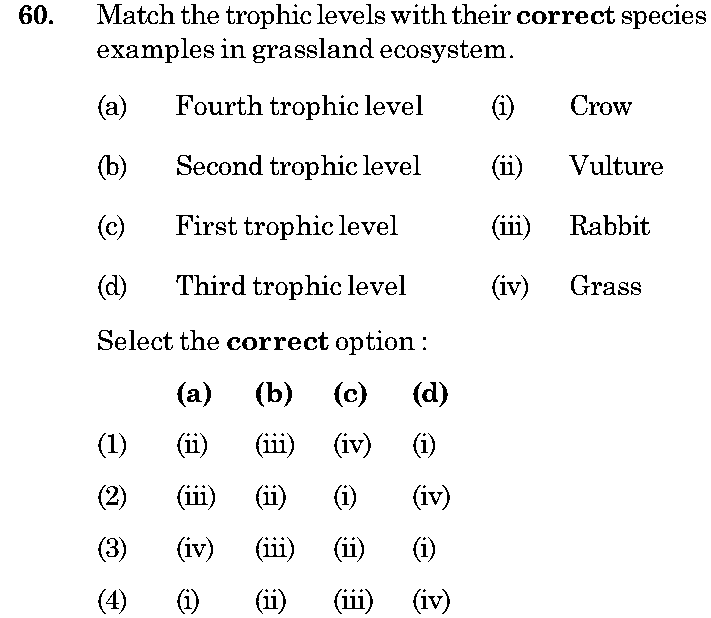 60. Match the trophic levels with their correct species
examples in grassland ecosystem.
(a) Fourth trophic level (i) Crow
(b) Second trophic level (ii) Vulture
(c) First trophic level (iii) Rabbit
(d) Third trophic level (iv) Grass
Select the correct option :
(a) (b) (c) (d)
(1) (ii) (iii) (iv) (i)
(2) (iii) (ii) (i) (iv)
(3) (iv) (iii) (ii) (i)
(4) (i) (ii) (iii) (iv)